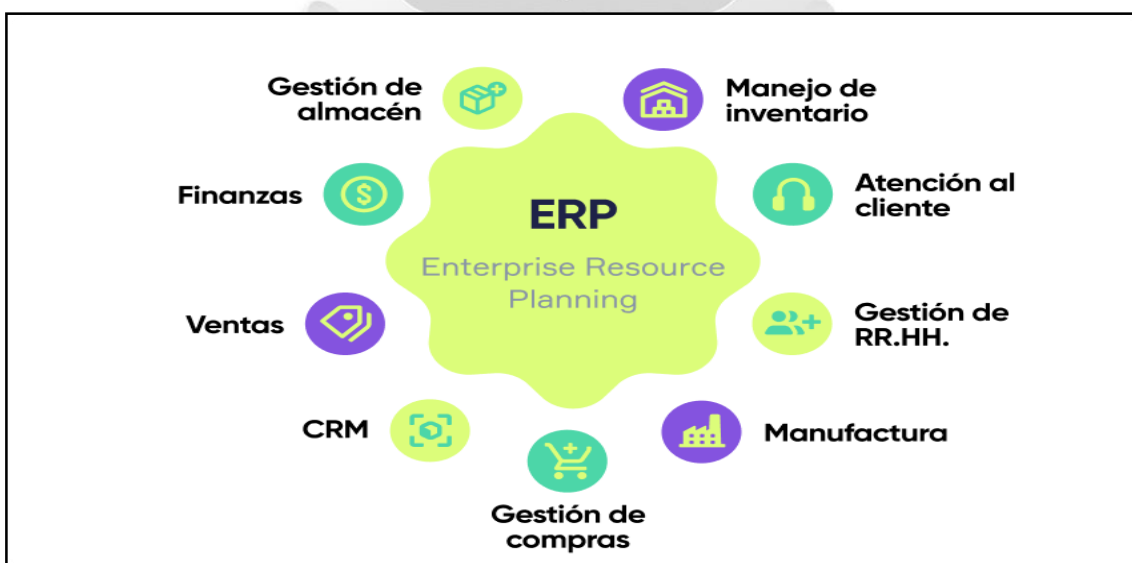 Gestión de
almacén
Manejo de
inventario
Finanzas
Atención al
cliente
ERP
Enterprise Resource
Planning
Ventas
Gestión de
RR.HH.
CRM
Manufactura
Gestión de
compras